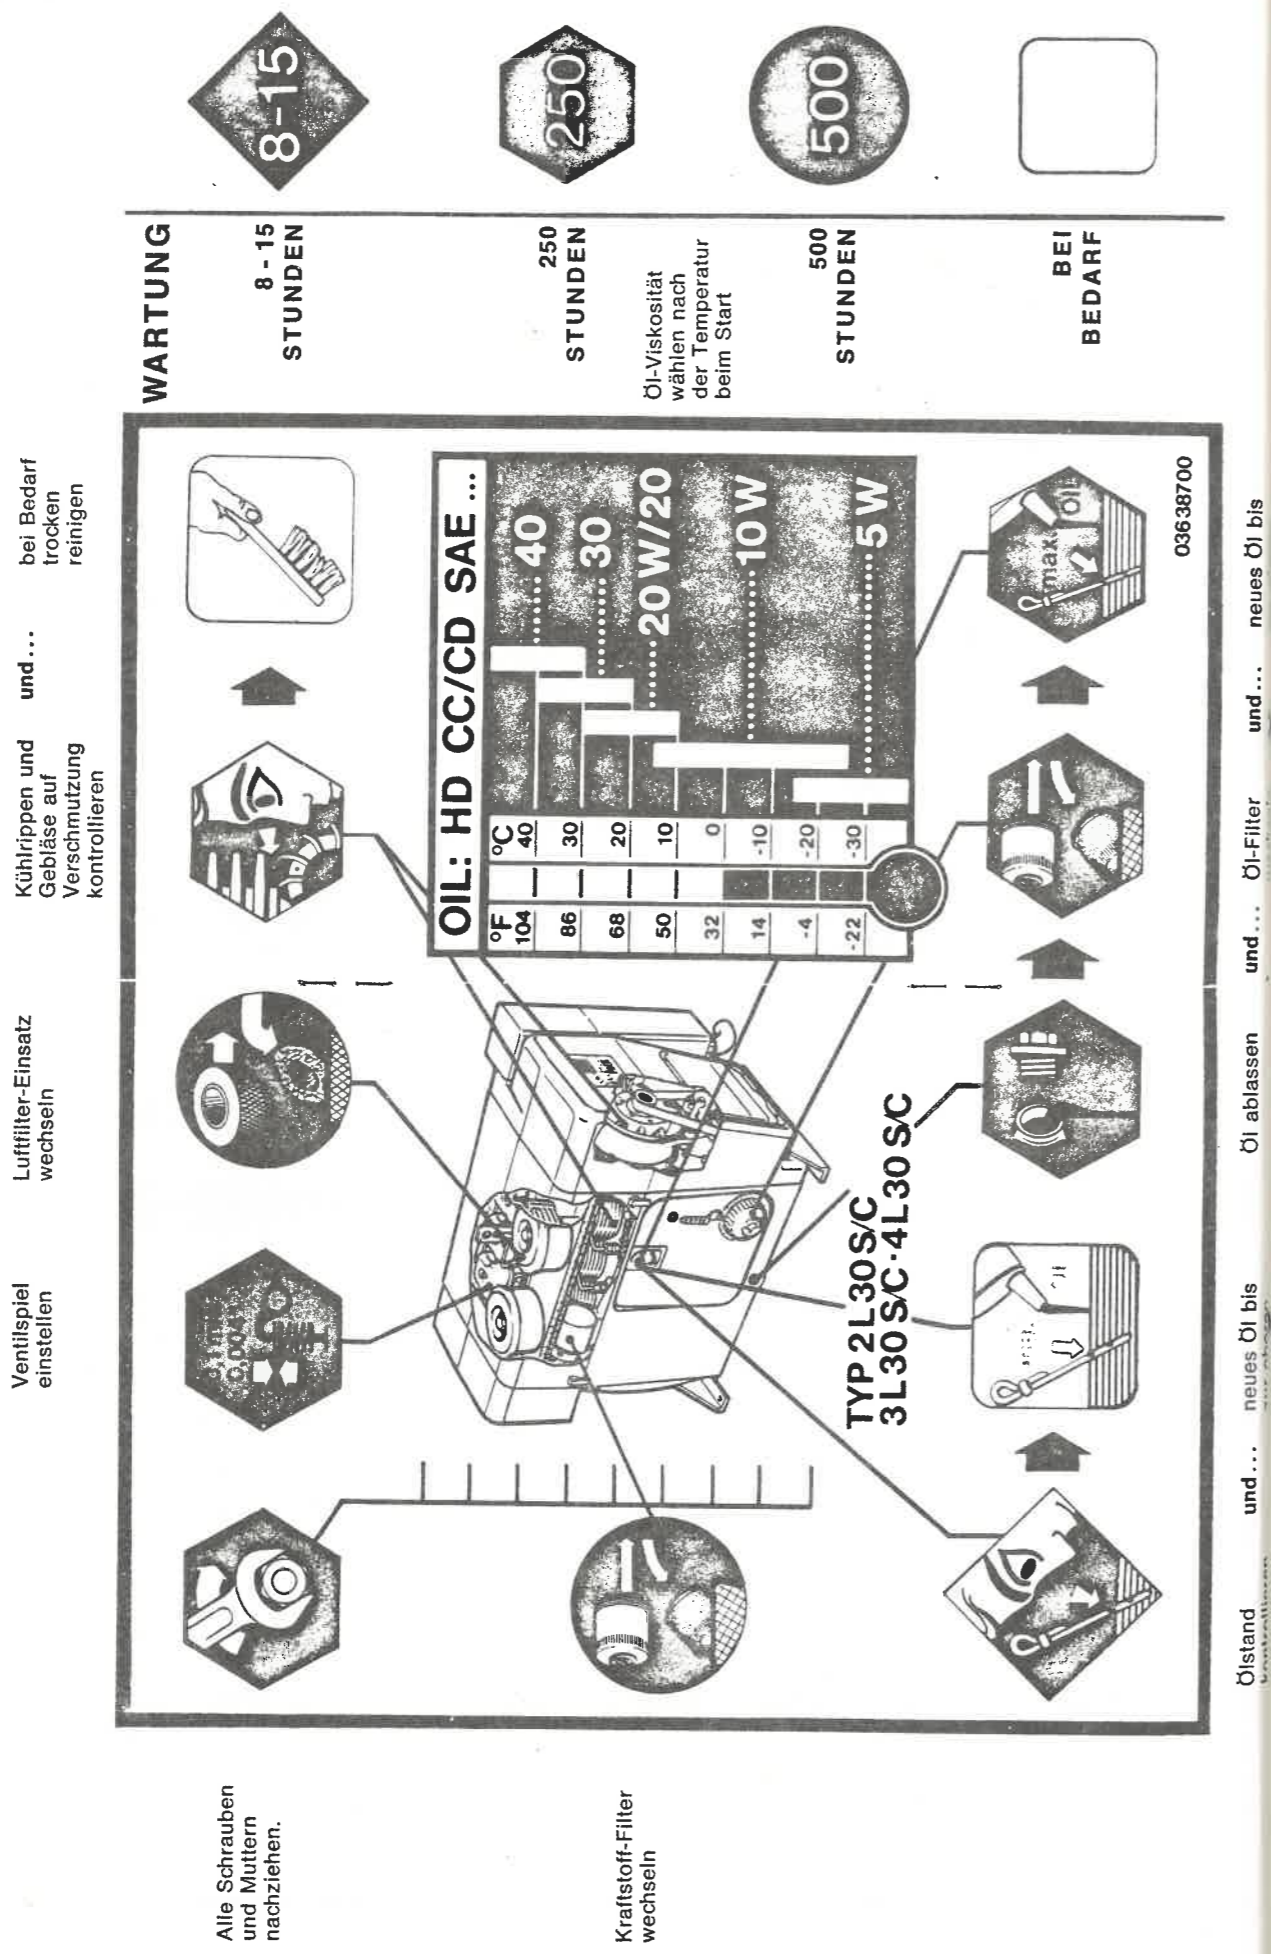 Alle Schrauben
und Muttern
nachziehen.
Ventilspiel
einstellen
Luftfilter-Einsatz
wechseln
Kühlrippen und
Gebläse auf
Verschmutzung
kontrollieren
und...
bei Bedarf
trocken
reinigen
Kraftstoff-Filter
wechseln
OIL: HD CC/CD SAE ...
°F
°C
104
40
86
30
68
20
50
10
32
0
14
-10
-4
-20
-22
-30
40
30
20 W/20
10 W
5 W
TYP 2L30 S/C
3L30 S/C·4L30 S/C
max.
Öl
03638700
Ölstand
kontrollieren
und...
neues Öl bis
Öl ablassen
und...
Öl-Filter
und...
neues Öl bis
WARTUNG
8-15
STUNDEN
8-15
250
STUNDEN
250
Öl-Viskosität
wählen nach
der Temperatur
beim Start
500
STUNDEN
500
BEI
BEDARF